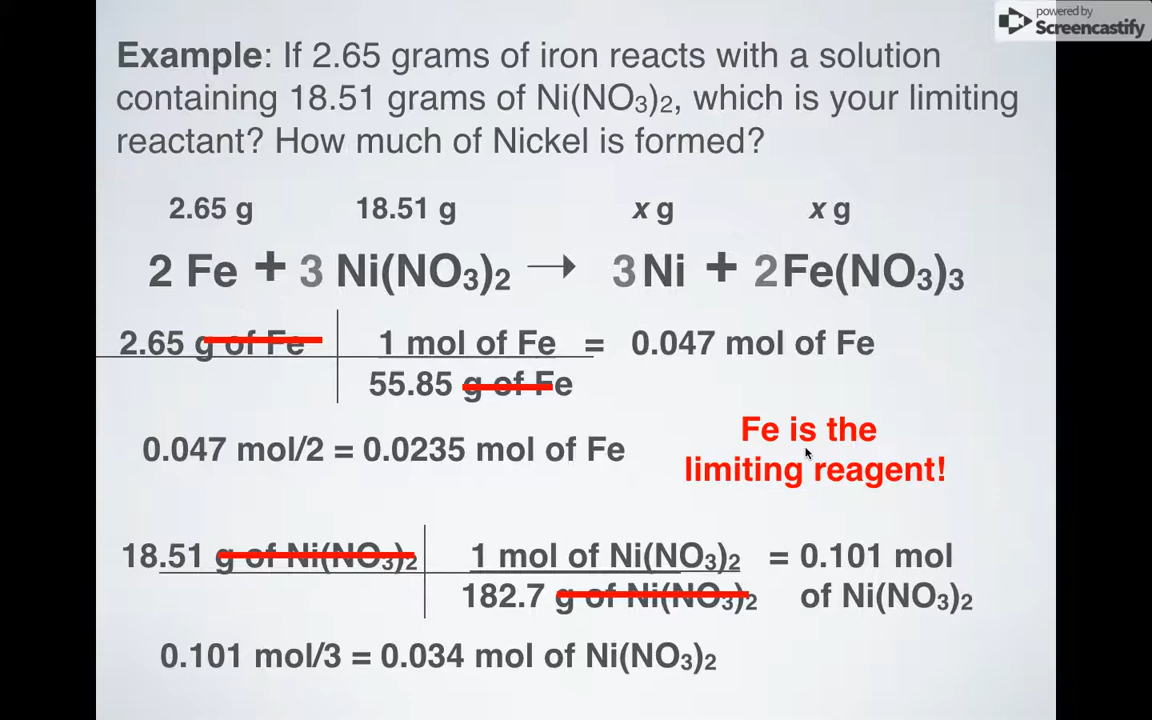 powered by
Screencastify
Example: If 2.65 grams of iron reacts with a solution
containing 18.51 grams of Ni(NO₃)₂, which is your limiting
reactant? How much of Nickel is formed?
2.65 g 18.51 g x g x g
2 Fe + 3 Ni(NO₃)₂ → 3 Ni + 2 Fe(NO₃)₃
2.65 g of Fe 1 mol of Fe = 0.047 mol of Fe
55.85 g of Fe
Fe is the
0.047 mol/2 = 0.0235 mol of Fe
limiting reagent!
18.51 g of Ni(NO₃)₂ 1 mol of Ni(NO₃)₂ = 0.101 mol
182.7 g of Ni(NO₃)₂ of Ni(NO₃)₂
0.101 mol/3 = 0.034 mol of Ni(NO₃)₂